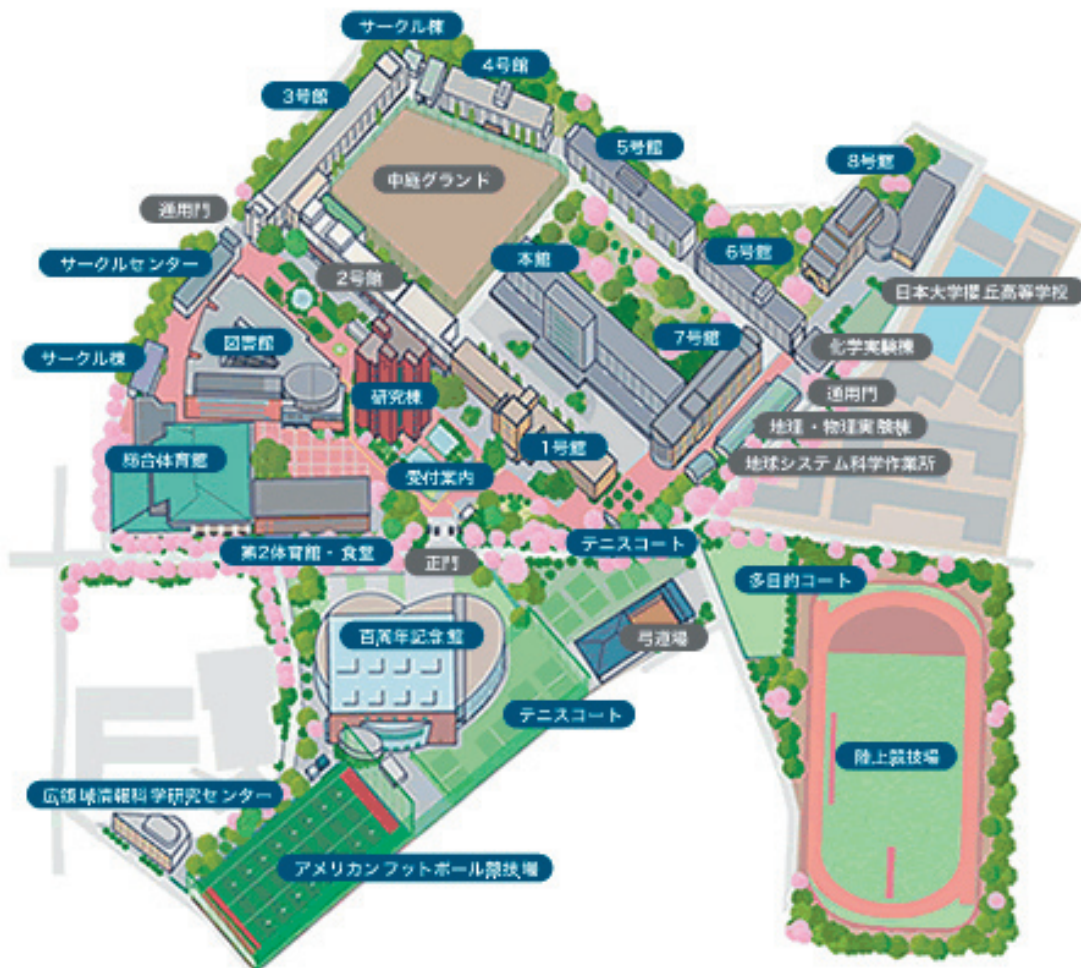 サークル棟
4号館
3号館
5号館
8号館
中庭グランド
通用門
サークルセンター
2号館
本館
6号館
日本大学櫻丘高等学校
図書館
7号館
化学実験棟
サークル棟
研究棟
通用門
地理・物理実験棟
総合体育館
1号館
地球システム科学作業所
受付案内
第2体育館・食堂
正門
テニスコート
多目的コート
百周年記念館
弓道場
テニスコート
陸上競技場
広領域情報科学研究センター
アメリカンフットボール競技場